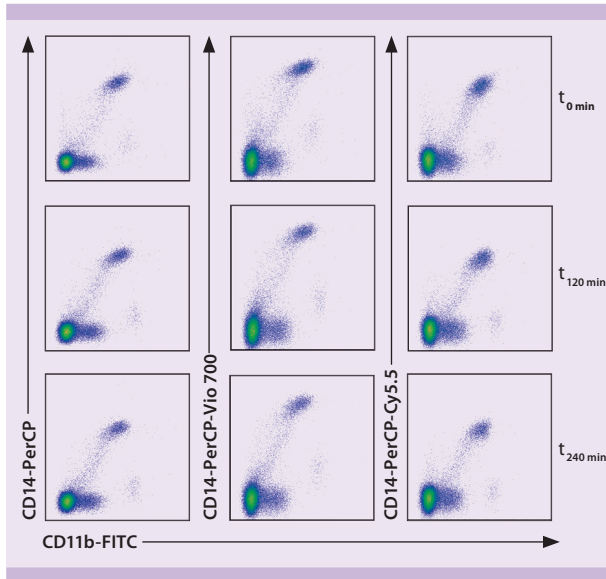 CD14-PerCP
CD14-PerCP-Vio 700
CD14-PerCP-Cy5.5
t0 min
t120 min
t240 min
CD11b-FITC